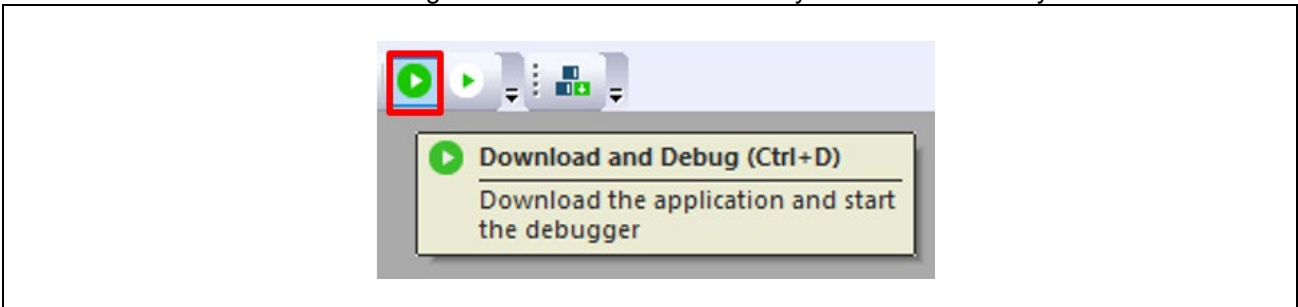 Download and Debug (Ctrl+D)
Download the application and start
the debugger